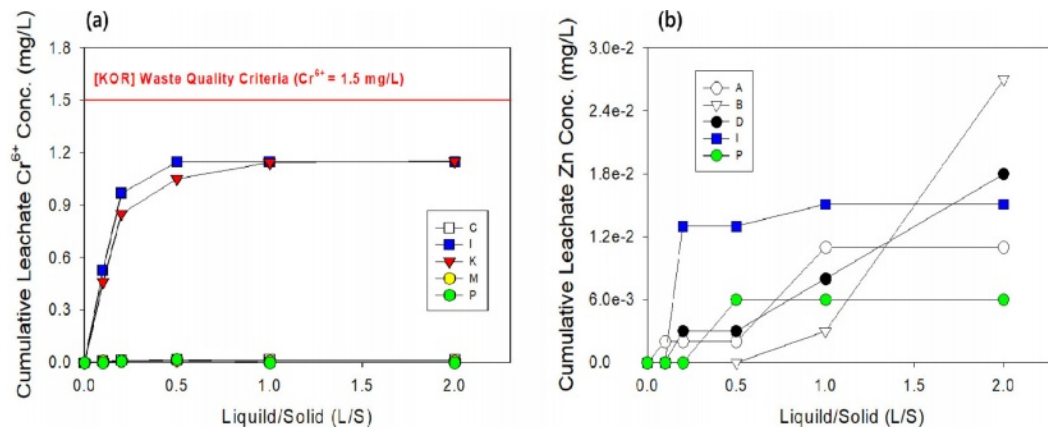 (a)
Cumulative Leachate Cr6+ Conc. (mg/L)
1.8
1.5
1.2
0.9
0.6
0.3
0.0
[KOR] Waste Quality Criteria (Cr6+ = 1.5 mg/L)
C
I
K
M
P
0.0 0.5 1.0 1.5 2.0
Liquild/Solid (L/S)
(b)
Cumulative Leachate Zn Conc. (mg/L)
3.0e-2
2.4e-2
1.8e-2
1.2e-2
6.0e-3
0.0
A
B
D
I
P
0.0 0.5 1.0 1.5 2.0
Liquild/Solid (L/S)